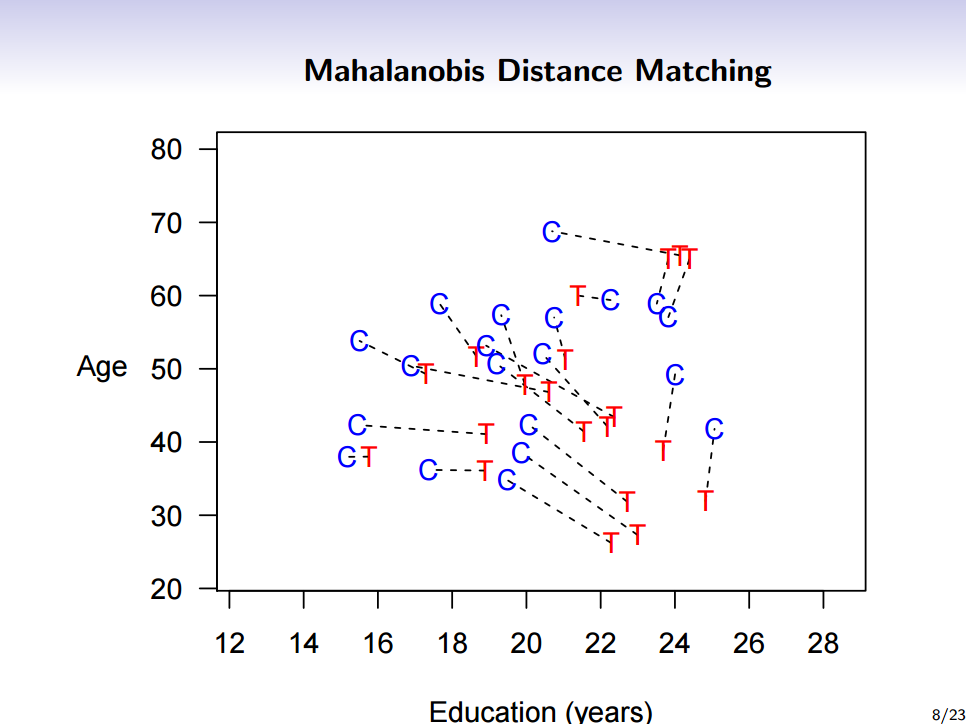 Mahalanobis Distance Matching
80
70
C
T T T
60
T C
C
C
C C C
C
T
C
C T
C
C
T
50
C T
Age
C
T
T
T
C
C
T
T
T
40
C
T
C
C T
C
T
C
C
30
T
T
T
T
20
12 14 16 18 20 22 24 26 28
Education (years)
8/23